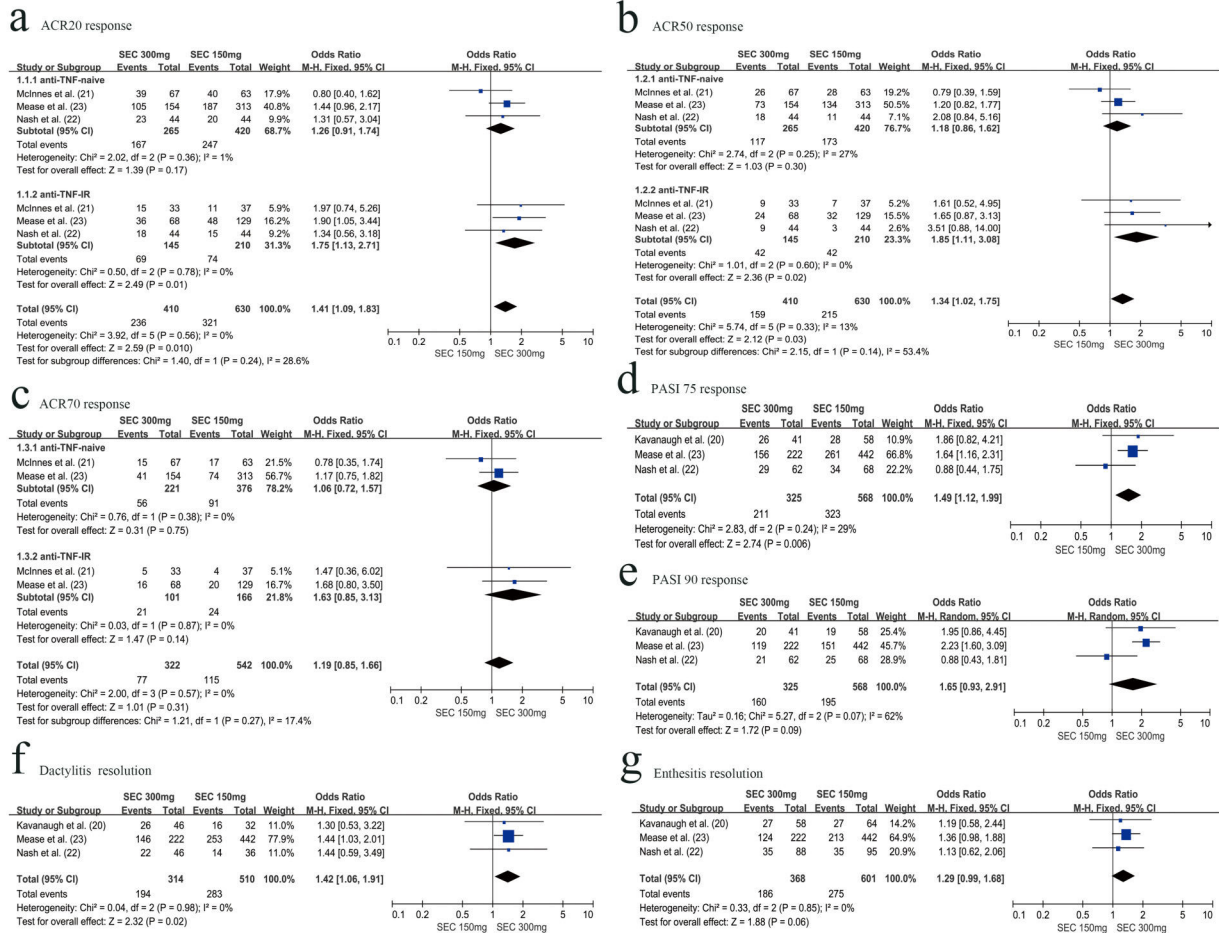 a ACR20 response
SEC 300mg SEC 150mg Odds Ratio Odds Ratio
Study or Subgroup Events Total Events Total Weight M-H. Fixed. 95% CI M-H. Fixed. 95% CI
1.1.1 anti-TNF-naive
McInnes et al. (21) 39 67 40 63 17.9% 0.80 [0.40, 1.62]
Mease et al. (23) 105 154 187 313 40.8% 1.44 [0.96, 2.17]
Nash et al. (22) 23 44 20 44 9.9% 1.31 [0.57, 3.04]
Subtotal (95% CI) 265 420 68.7% 1.26 [0.91, 1.74]
Total events 167 247
Heterogeneity: Chi² = 2.02, df = 2 (P = 0.36); I² = 1%
Test for overall effect: Z = 1.39 (P = 0.17)
1.1.2 anti-TNF-IR
McInnes et al. (21) 15 33 11 37 5.9% 1.97 [0.74, 5.26]
Mease et al. (23) 36 68 48 129 16.2% 1.90 [1.05, 3.44]
Nash et al. (22) 18 44 15 44 9.2% 1.34 [0.56, 3.18]
Subtotal (95% CI) 145 210 31.3% 1.75 [1.13, 2.71]
Total events 69 74
Heterogeneity: Chi² = 0.50, df = 2 (P = 0.78); I² = 0%
Test for overall effect: Z = 2.49 (P = 0.01)
Total (95% CI) 410 630 100.0% 1.41 [1.09, 1.83]
Total events 236 321
Heterogeneity: Chi² = 3.92, df = 5 (P = 0.56); I² = 0%
Test for overall effect: Z = 2.59 (P = 0.010)
Test for subgroup differences: Chi² = 1.40, df = 1 (P = 0.24), I² = 28.6%
0.1 0.2 0.5 1 2 5 10
SEC 150mg SEC 300mg
b ACR50 response
SEC 300mg SEC 150mg Odds Ratio Odds Ratio
Study or Subgroup Events Total Events Total Weight M-H. Fixed. 95% CI M-H. Fixed. 95% CI
1.2.1 anti-TNF-naive
McInnes et al. (21) 26 67 28 63 19.2% 0.79 [0.39, 1.59]
Mease et al. (23) 73 154 134 313 50.5% 1.20 [0.82, 1.77]
Nash et al. (22) 18 44 11 44 7.1% 2.08 [0.84, 5.16]
Subtotal (95% CI) 265 420 76.7% 1.18 [0.86, 1.62]
Total events 117 173
Heterogeneity: Chi² = 2.74, df = 2 (P = 0.25); I² = 27%
Test for overall effect: Z = 1.03 (P = 0.30)
1.2.2 anti-TNF-IR
McInnes et al. (21) 9 33 7 37 5.2% 1.61 [0.52, 4.95]
Mease et al. (23) 24 68 32 129 15.5% 1.65 [0.87, 3.13]
Nash et al. (22) 9 44 3 44 2.6% 3.51 [0.88, 14.00]
Subtotal (95% CI) 145 210 23.3% 1.85 [1.11, 3.08]
Total events 42 42
Heterogeneity: Chi² = 1.01, df = 2 (P = 0.60); I² = 0%
Test for overall effect: Z = 2.36 (P = 0.02)
Total (95% CI) 410 630 100.0% 1.34 [1.02, 1.75]
Total events 159 215
Heterogeneity: Chi² = 5.74, df = 5 (P = 0.33); I² = 13%
Test for overall effect: Z = 2.12 (P = 0.03)
Test for subgroup differences: Chi² = 2.15, df = 1 (P = 0.14), I² = 53.4%
0.1 0.2 0.5 1 2 5 10
SEC 150mg SEC 300mg
c ACR70 response
SEC 300mg SEC 150mg Odds Ratio Odds Ratio
Study or Subgroup Events Total Events Total Weight M-H. Fixed. 95% CI M-H. Fixed. 95% CI
1.3.1 anti-TNF-naive
McInnes et al. (21) 15 67 17 63 21.5% 0.78 [0.35, 1.74]
Mease et al. (23) 41 154 74 313 56.7% 1.17 [0.75, 1.82]
Subtotal (95% CI) 221 376 78.2% 1.06 [0.72, 1.57]
Total events 56 91
Heterogeneity: Chi² = 0.76, df = 1 (P = 0.38); I² = 0%
Test for overall effect: Z = 0.31 (P = 0.75)
1.3.2 anti-TNF-IR
McInnes et al. (21) 5 33 4 37 5.1% 1.47 [0.36, 6.02]
Mease et al. (23) 16 68 20 129 16.7% 1.68 [0.80, 3.50]
Subtotal (95% CI) 101 166 21.8% 1.63 [0.85, 3.13]
Total events 21 24
Heterogeneity: Chi² = 0.03, df = 1 (P = 0.87); I² = 0%
Test for overall effect: Z = 1.47 (P = 0.14)
Total (95% CI) 322 542 100.0% 1.19 [0.85, 1.66]
Total events 77 115
Heterogeneity: Chi² = 2.00, df = 3 (P = 0.57); I² = 0%
Test for overall effect: Z = 1.01 (P = 0.31)
Test for subgroup differences: Chi² = 1.21, df = 1 (P = 0.27), I² = 17.4%
0.1 0.2 0.5 1 2 5 10
SEC 150mg SEC 300mg
d PASI 75 response
SEC 300mg SEC 150mg Odds Ratio Odds Ratio
Study or Subgroup Events Total Events Total Weight M-H. Fixed. 95% CI M-H. Fixed. 95% CI
Kavanaugh et al. (20) 26 41 28 58 10.9% 1.86 [0.82, 4.21]
Mease et al. (23) 156 222 261 442 66.9% 1.64 [1.16, 2.31]
Nash et al. (22) 29 62 34 68 22.2% 0.88 [0.44, 1.75]
Total (95% CI) 325 568 100.0% 1.49 [1.12, 1.99]
Total events 211 323
Heterogeneity: Chi² = 2.83, df = 2 (P = 0.24); I² = 29%
Test for overall effect: Z = 2.74 (P = 0.006)
0.1 0.2 0.5 1 2 5 10
SEC 150mg SEC 300mg
e PASI 90 response
SEC 300mg SEC 150mg Odds Ratio Odds Ratio
Study or Subgroup Events Total Events Total Weight M-H. Random. 95% CI M-H. Random. 95% CI
Kavanaugh et al. (20) 20 41 19 58 25.4% 1.95 [0.86, 4.45]
Mease et al. (23) 119 222 151 442 45.7% 2.23 [1.60, 3.09]
Nash et al. (22) 21 62 25 68 28.9% 0.88 [0.43, 1.81]
Total (95% CI) 325 568 100.0% 1.65 [0.93, 2.91]
Total events 160 195
Heterogeneity: Tau² = 0.16; Chi² = 5.27, df = 2 (P = 0.07); I² = 62%
Test for overall effect: Z = 1.72 (P = 0.09)
0.1 0.2 0.5 1 2 5 10
SEC 150mg SEC 300mg
f Dactylitis resolution
SEC 300mg SEC 150mg Odds Ratio Odds Ratio
Study or Subgroup Events Total Events Total Weight M-H. Fixed. 95% CI M-H. Fixed. 95% CI
Kavanaugh et al. (20) 26 46 16 32 11.0% 1.30 [0.53, 3.22]
Mease et al. (23) 146 222 253 442 77.9% 1.44 [1.03, 2.01]
Nash et al. (22) 22 46 14 36 11.0% 1.44 [0.59, 3.49]
Total (95% CI) 314 510 100.0% 1.42 [1.06, 1.91]
Total events 194 283
Heterogeneity: Chi² = 0.04, df = 2 (P = 0.98); I² = 0%
Test for overall effect: Z = 2.32 (P = 0.02)
0.1 0.2 0.5 1 2 5 10
SEC 150mg SEC 300mg
g Enthesitis resolution
SEC 300mg SEC 150mg Odds Ratio Odds Ratio
Study or Subgroup Events Total Events Total Weight M-H. Fixed. 95% CI M-H. Fixed. 95% CI
Kavanaugh et al. (20) 27 58 27 64 14.2% 1.19 [0.58, 2.44]
Mease et al. (23) 124 222 213 442 64.9% 1.36 [0.98, 1.88]
Nash et al. (22) 35 88 35 95 20.9% 1.13 [0.62, 2.06]
Total (95% CI) 368 601 100.0% 1.29 [0.99, 1.68]
Total events 186 275
Heterogeneity: Chi² = 0.33, df = 2 (P = 0.85); I² = 0%
Test for overall effect: Z = 1.88 (P = 0.06)
0.1 0.2 0.5 1 2 5 10
SEC 150mg SEC 300mg